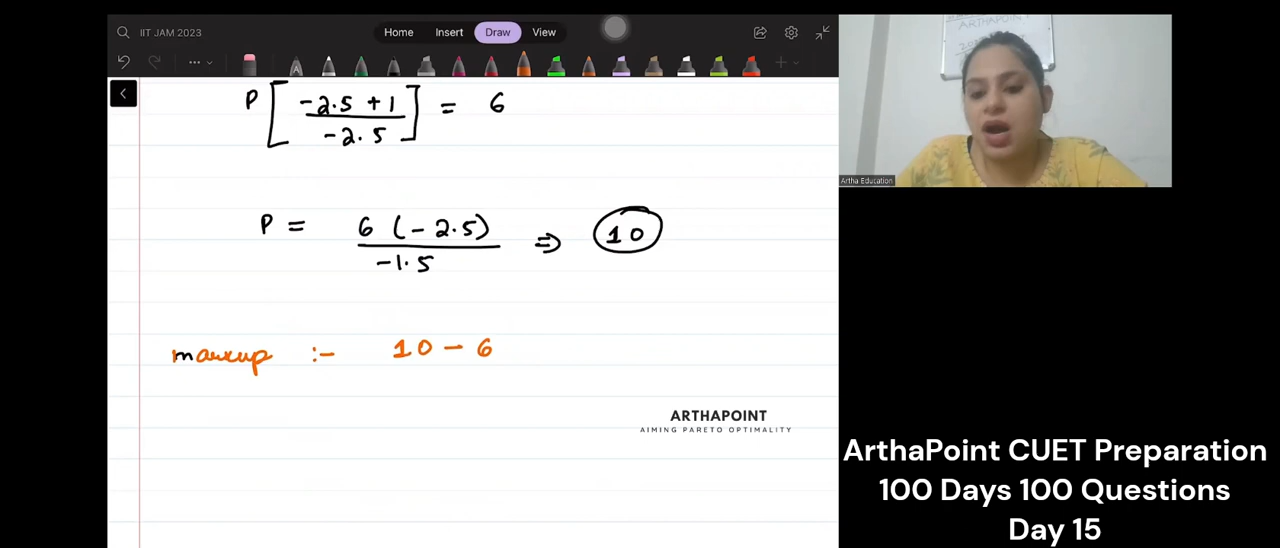 IIT JAM 2023
Home Insert Draw View
P [ -2.5 + 1 / -2.5 ] = 6
P = 6 (-2.5) / -1.5 ⇒ 10
markup :- 10 - 6
ARTHAPOINT
AIMING PARETO OPTIMALITY
ARTHAPOINT
Artha Education
ArthaPoint CUET Preparation
100 Days 100 Questions
Day 15